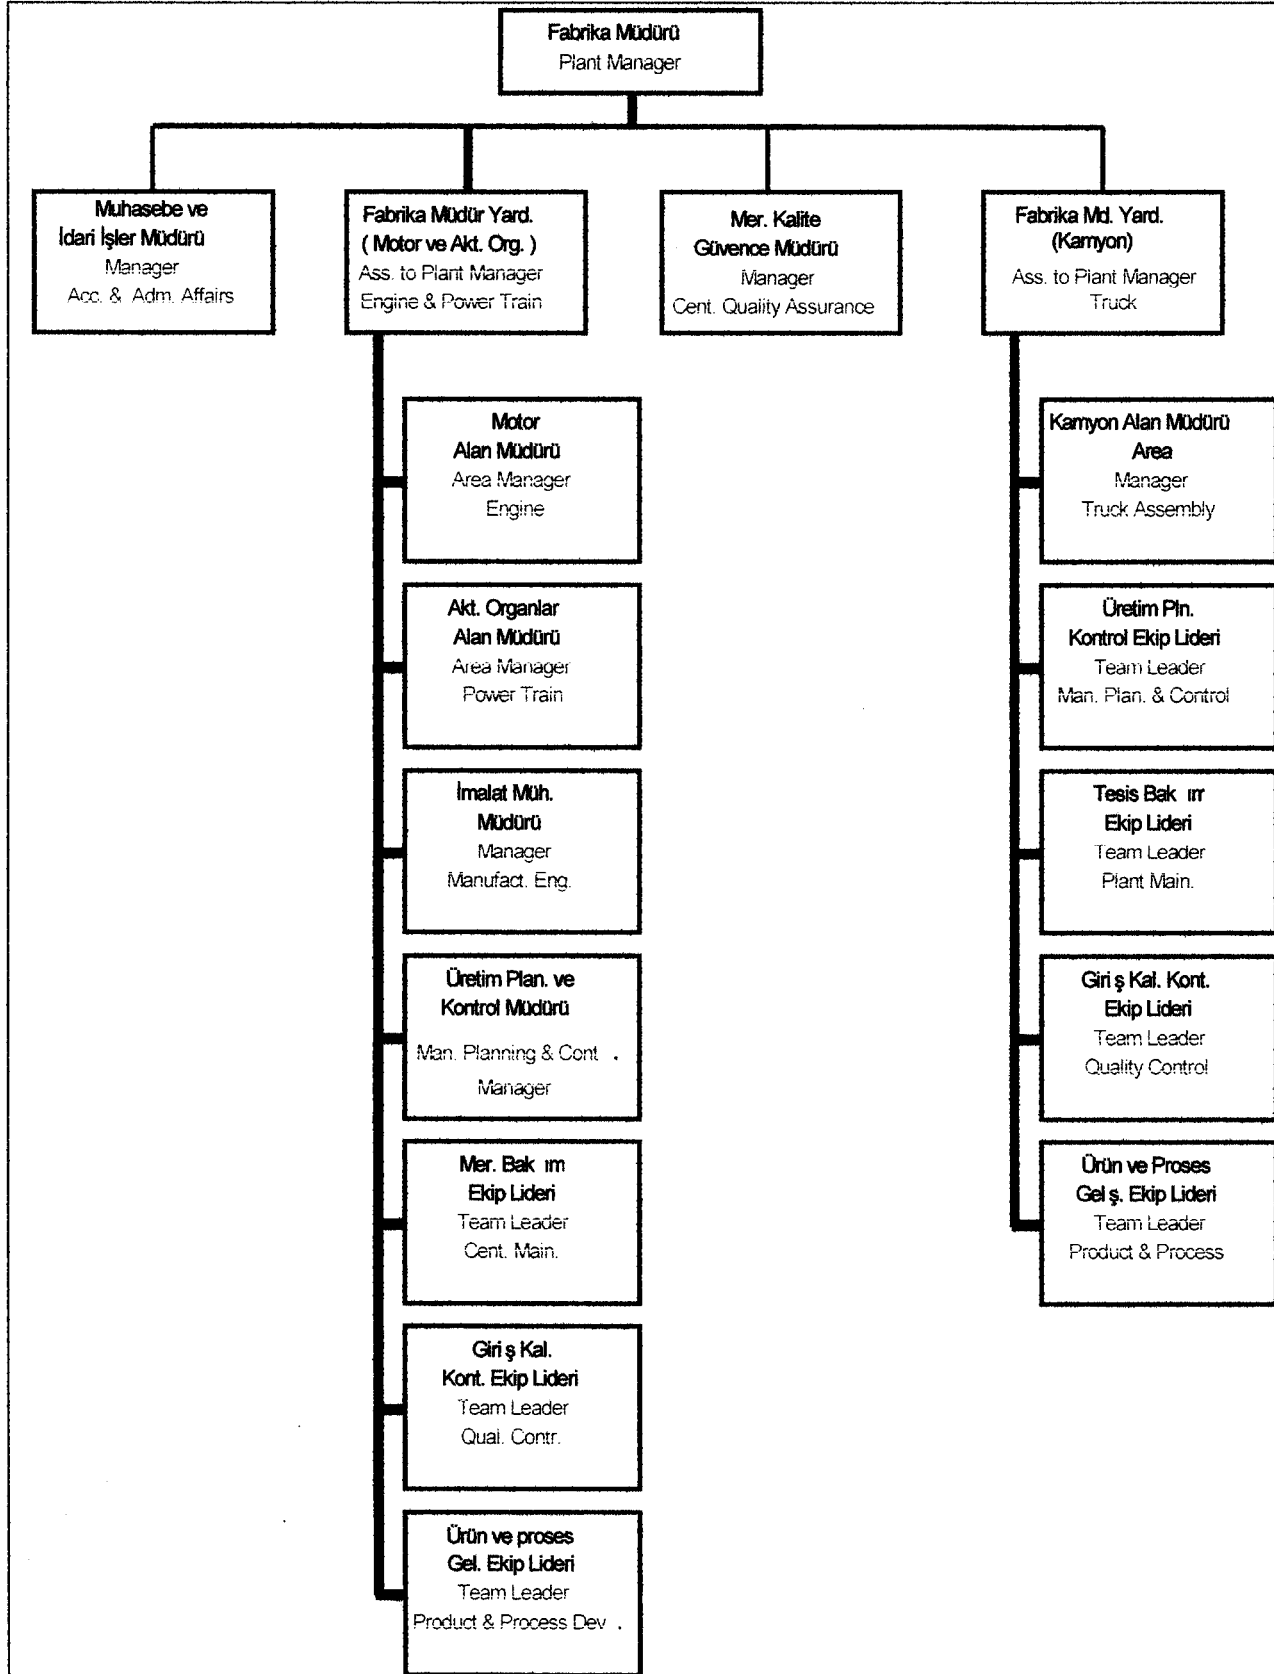 Fabrika Müdürü
Plant Manager
Muhasebe ve
İdari İşler Müdürü
Manager
Acc. & Adm. Affairs
Fabrika Müdür Yard.
( Motor ve Akt. Org. )
Ass. to Plant Manager
Engine & Power Train
Mer. Kalite
Güvence Müdürü
Manager
Cent. Quality Assurance
Fabrika Md. Yard.
(Kamyon)
Ass. to Plant Manager
Truck
Motor
Alan Müdürü
Area Manager
Engine
Akt. Organlar
Alan Müdürü
Area Manager
Power Train
İmalat Müh.
Müdürü
Manager
Manufact. Eng.
Üretim Plan. ve
Kontrol Müdürü
Man. Planning & Cont .
Manager
Mer. Bak ım
Ekip Lideri
Team Leader
Cent. Main.
Giri ş Kal.
Kont. Ekip Lideri
Team Leader
Qual. Contr.
Ürün ve proses
Gel. Ekip Lideri
Team Leader
Product & Process Dev .
Kamyon Alan Müdürü
Area
Manager
Truck Assembly
Üretim Pln.
Kontrol Ekip Lideri
Team Leader
Man. Plan. & Control
Tesis Bak ım
Ekip Lideri
Team Leader
Plant Main.
Giri ş Kal. Kont.
Ekip Lideri
Team Leader
Quality Control
Ürün ve Proses
Gel ş. Ekip Lideri
Team Leader
Product & Process